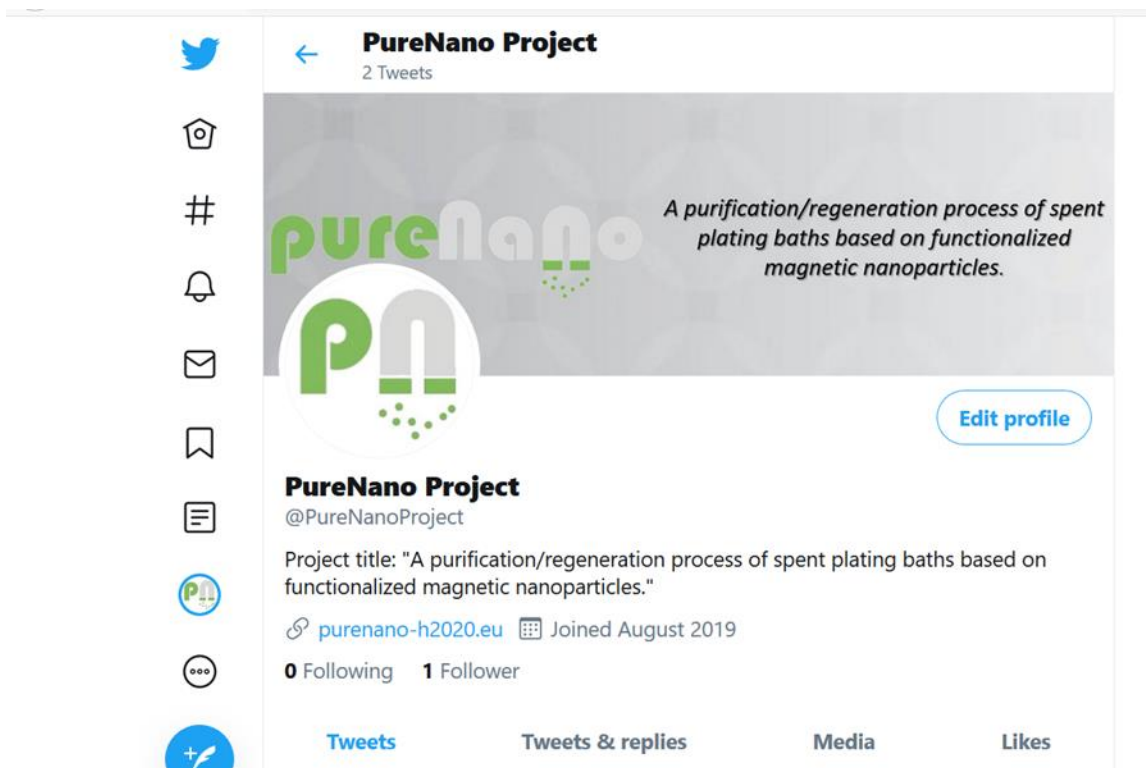 PureNano Project
2 Tweets
pureNano
A purification/regeneration process of spent
plating baths based on functionalized
magnetic nanoparticles.
pn
Edit profile
PureNano Project
@PureNanoProject
Project title: "A purification/regeneration process of spent plating baths based on
functionalized magnetic nanoparticles."
purenano-h2020.eu Joined August 2019
0 Following 1 Follower
Tweets Tweets & replies Media Likes